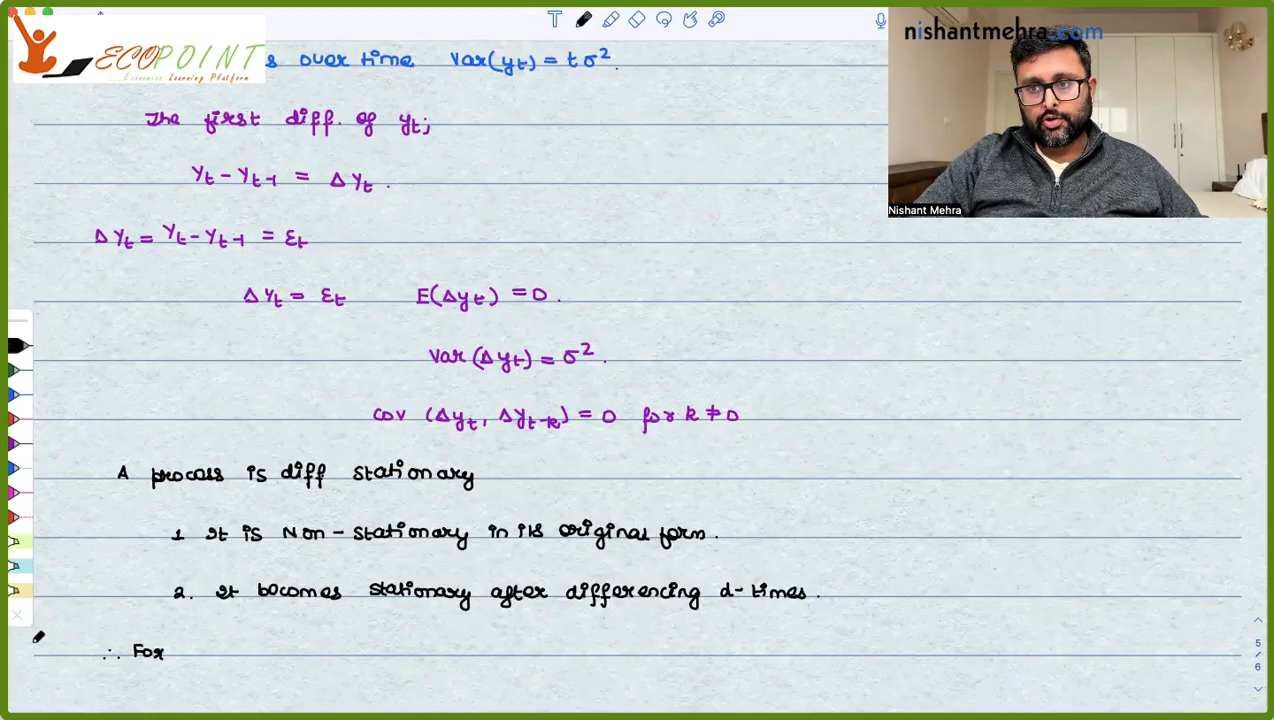 ECOPOINT
....Economics Learning Platform
nishantmehra.com
Nishant Mehra
s over time Var(yt) = tσ².
The first diff. of yt;
Yt - Yt-1 = ΔYt.
ΔYt = Yt - Yt-1 = εt
ΔYt = εt E(Δyt) = 0.
Var(Δyt) = σ².
Cov (Δyt, Δyt-k) = 0 for k ≠ 0
A process is diff stationary
1 It is Non-stationary in its original form.
2. It becomes stationary after differencing d-times.
∴ For
5
/
6